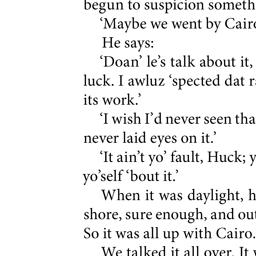 begun to suspicion someth
‘Maybe we went by Cairo
He says:
‘Doan’ le’s talk about it,
luck. I awluz ‘spected dat ra
its work.’
‘I wish I’d never seen tha
never laid eyes on it.’
‘It ain’t yo’ fault, Huck; y
yo’self ‘bout it.’
When it was daylight, h
shore, sure enough, and out
So it was all up with Cairo.
We talked it all over. It w